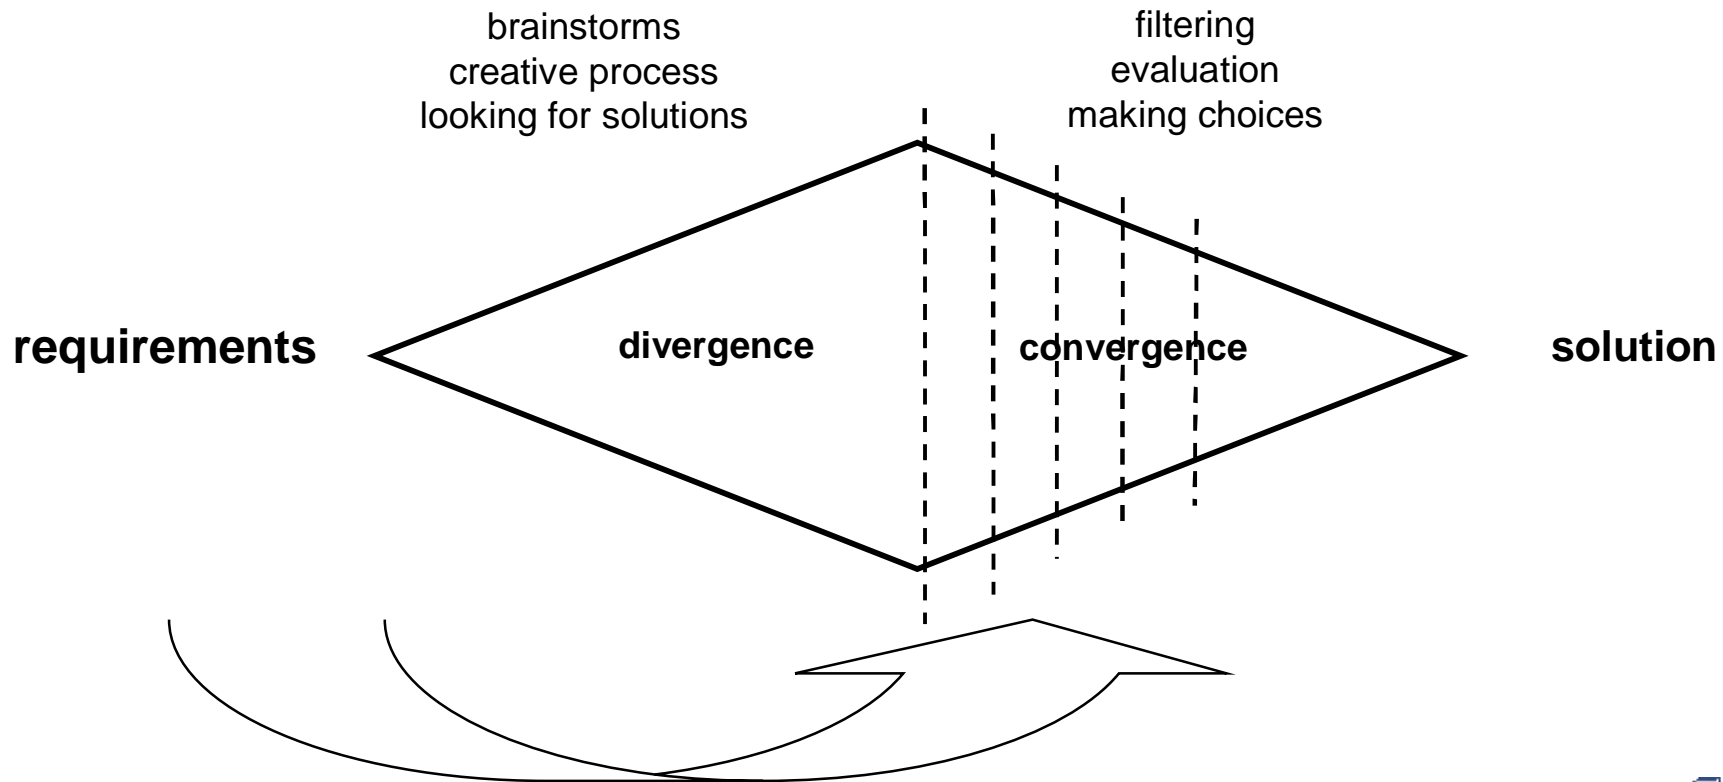 brainstorms
creative process
looking for solutions
filtering
evaluation
making choices
requirements
divergence
convergence
solution